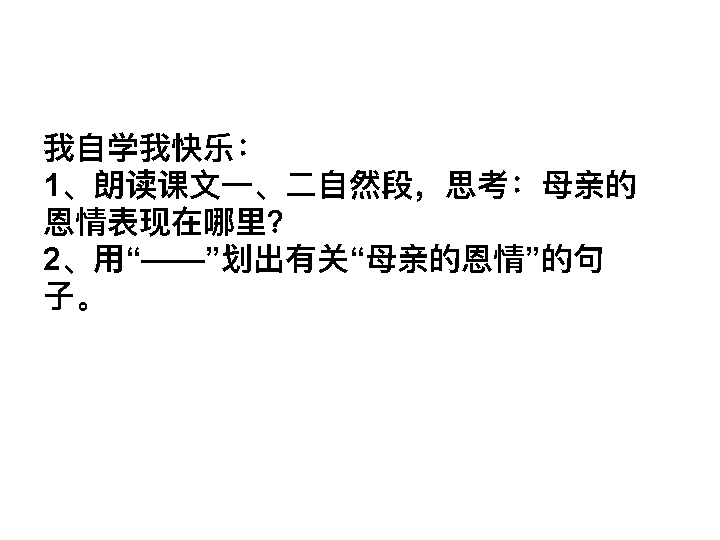 我自学我快乐：
1、朗读课文一、二自然段，思考：母亲的
恩情表现在哪里？
2、用“——”划出有关“母亲的恩情”的句
子。